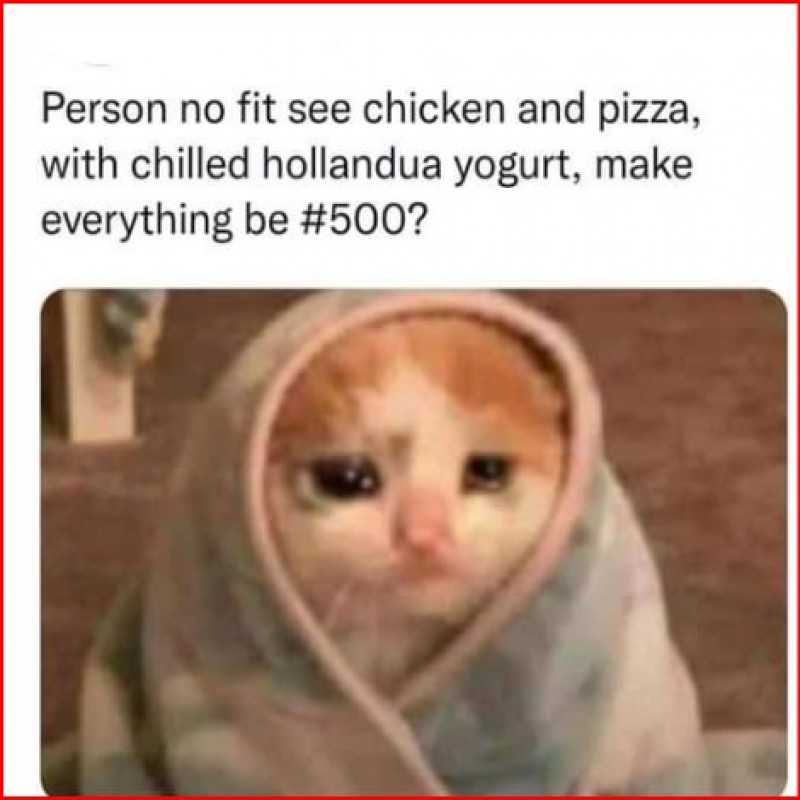 Person no fit see chicken and pizza,
with chilled hollandua yogurt, make
everything be #500?